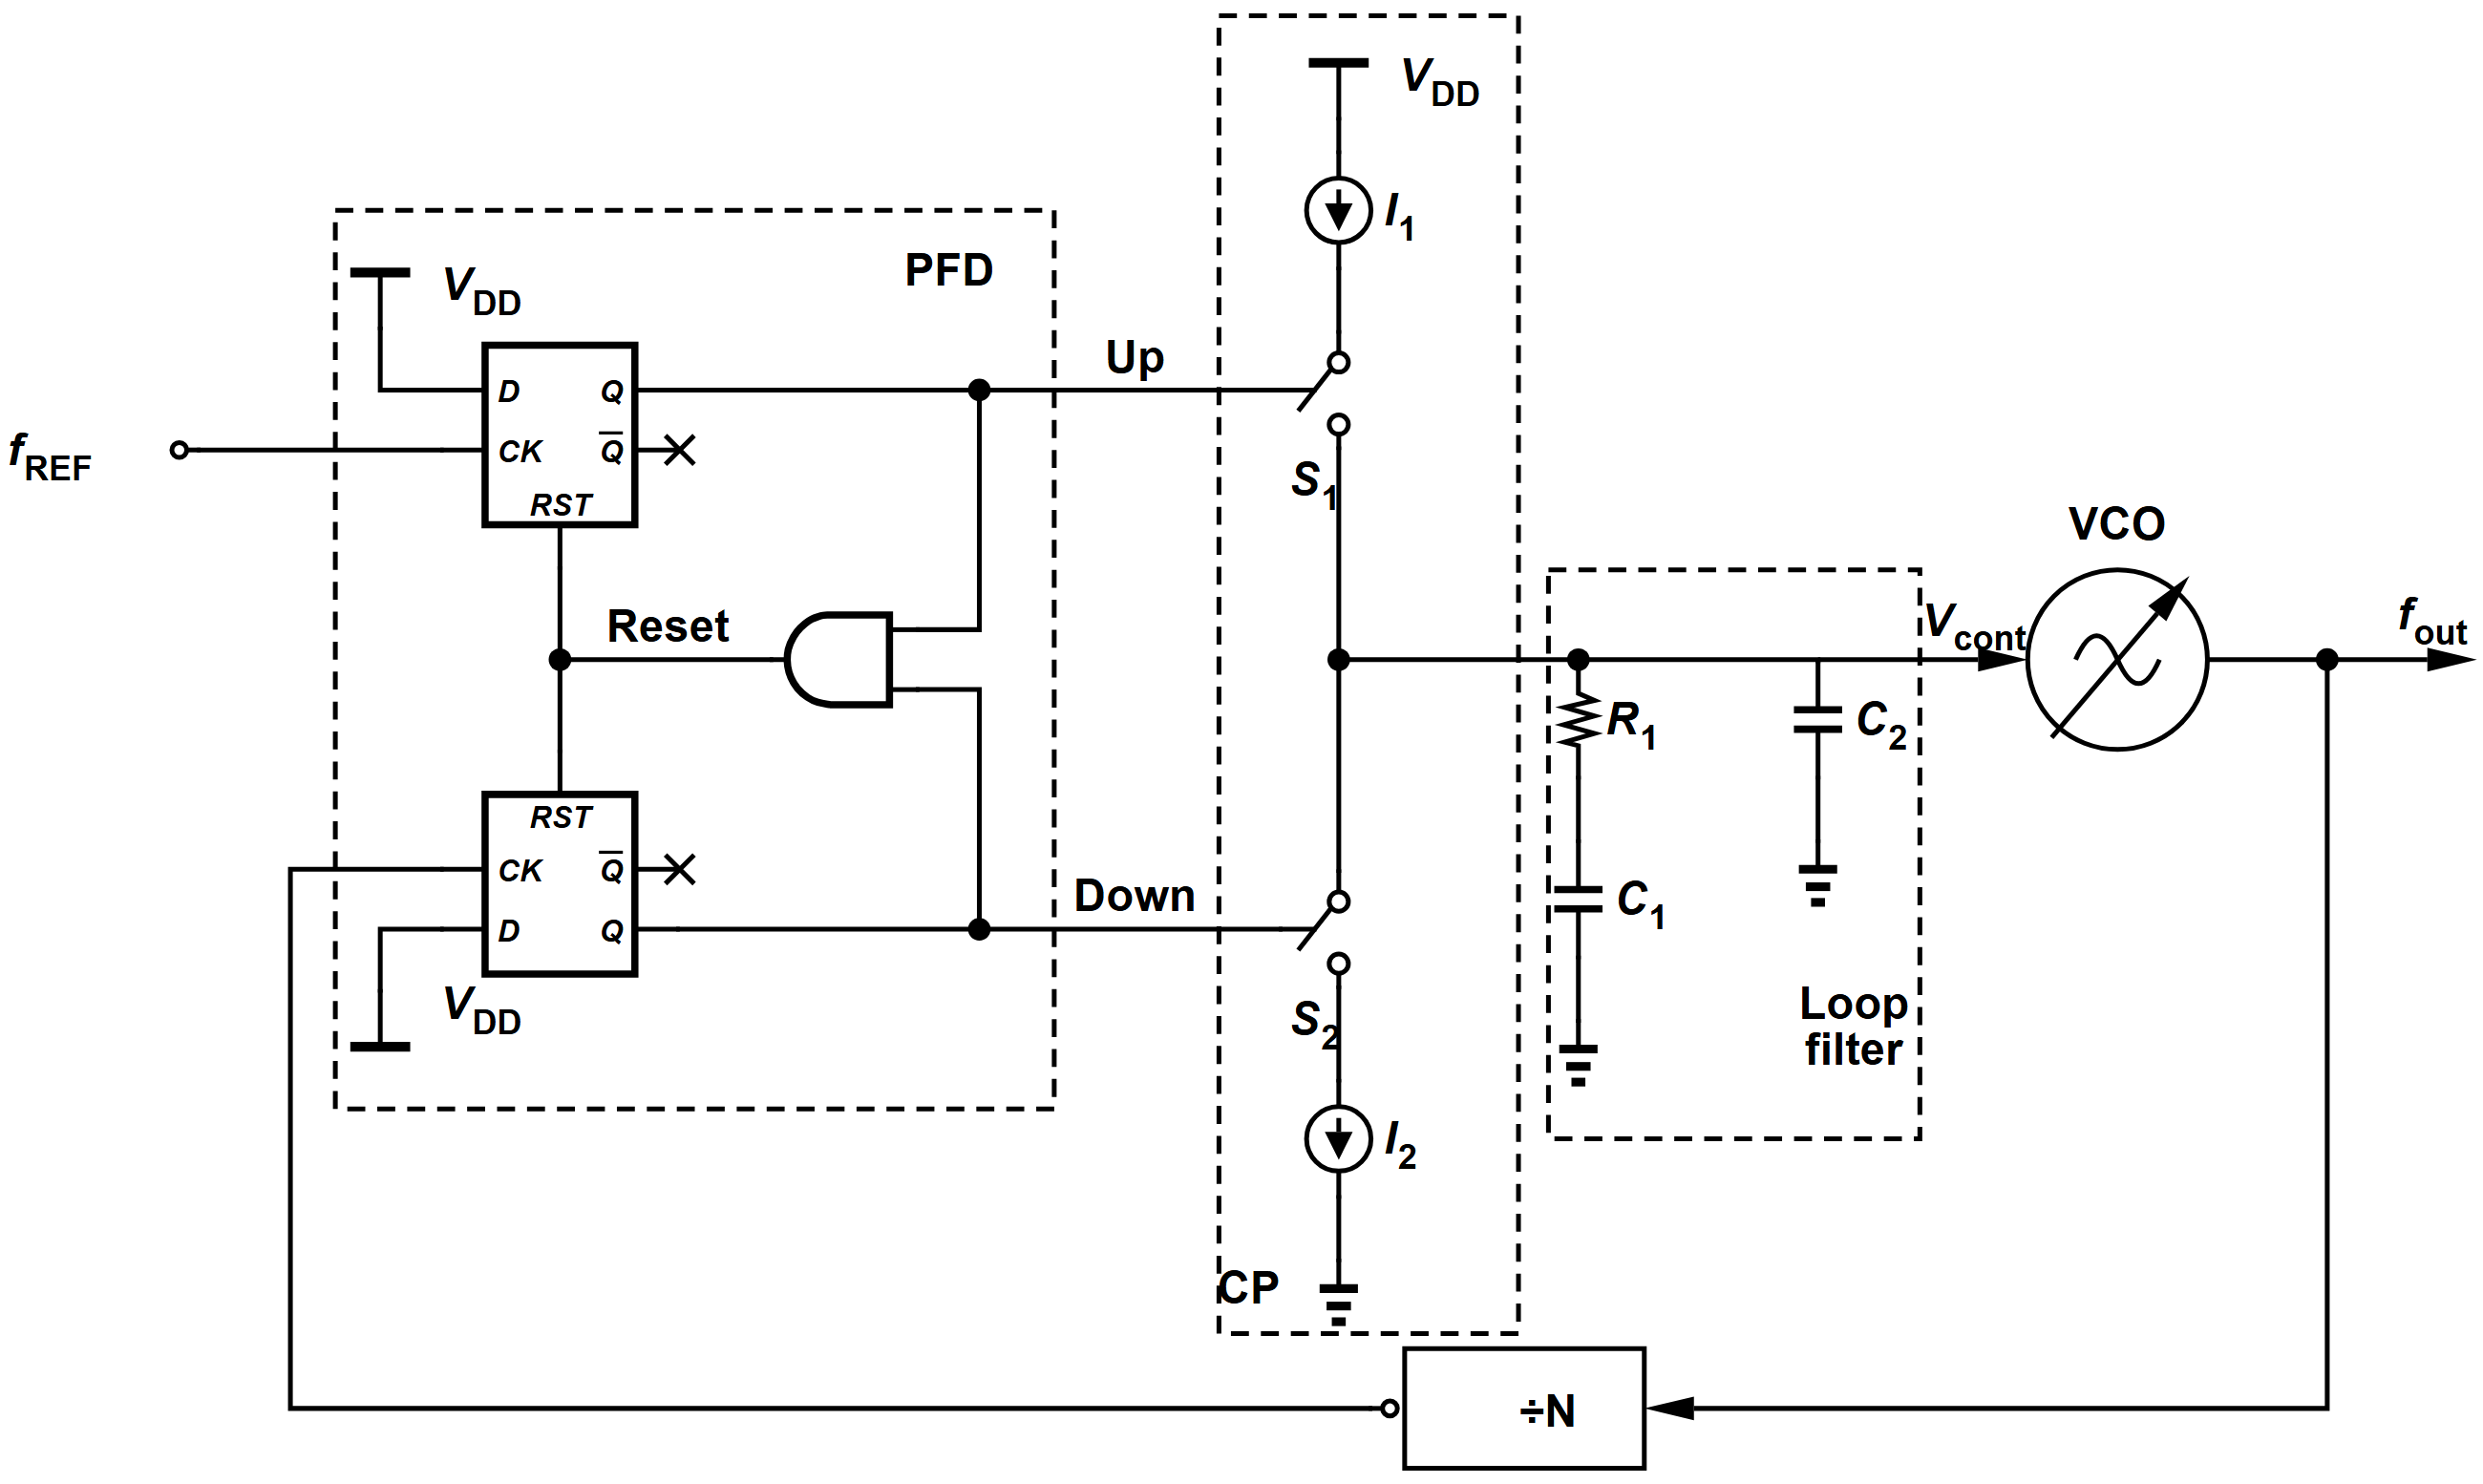 V_DD
I_1
PFD
V_DD
Up
D
Q
f_REF
CK
Q̅
S_1
RST
VCO
Reset
V_cont
f_out
R_1
C_2
RST
CK
Q̅
Down
C_1
D
Q
V_DD
S_2
Loop
filter
I_2
CP
÷N